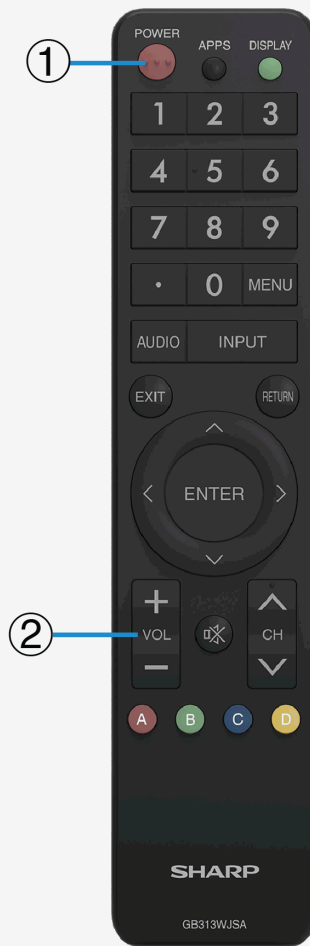 POWER
APPS
DISPLAY
1
1 2 3
4 5 6
7 8 9
· 0 MENU
AUDIO INPUT
EXIT
RETURN
ENTER
+
VOL
−
CH
2
A B C D
SHARP
GB313WJSA